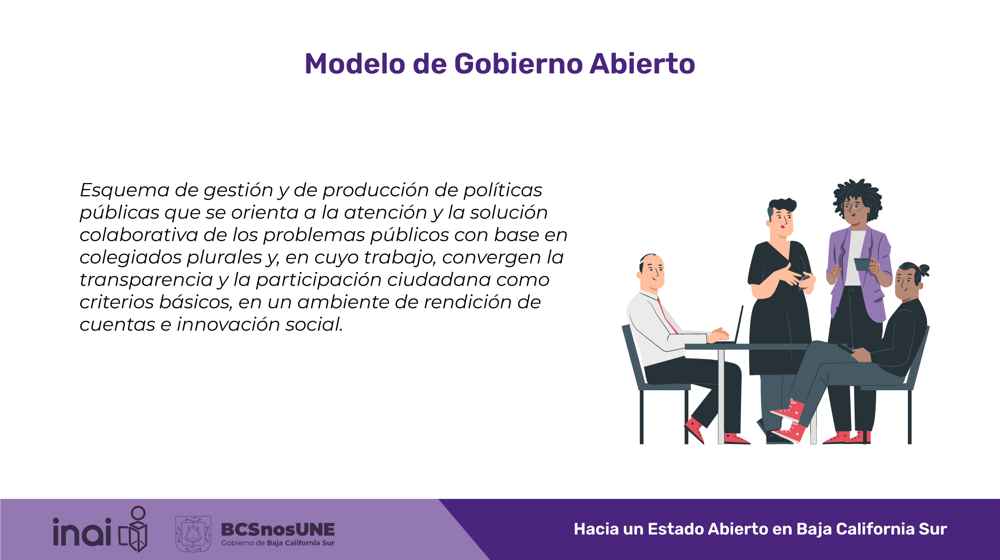 Modelo de Gobierno Abierto
Esquema de gestión y de producción de políticas
públicas que se orienta a la atención y la solución
colaborativa de los problemas públicos con base en
colegiados plurales y, en cuyo trabajo, convergen la
transparencia y la participación ciudadana como
criterios básicos, en un ambiente de rendición de
cuentas e innovación social.
inai
BCSnosUNE
Gobierno de Baja California Sur
Hacia un Estado Abierto en Baja California Sur